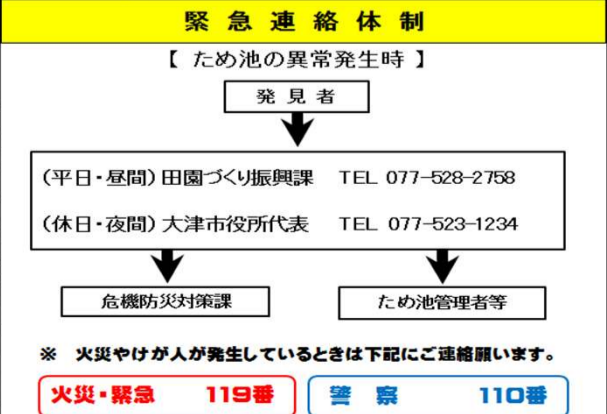 緊急連絡体制
【 ため池の異常発生時 】
発見者
(平日・昼間) 田園づくり振興課 TEL 077-528-2758
(休日・夜間) 大津市役所代表 TEL 077-523-1234
危機防災対策課 ため池管理者等
※ 火災やけが人が発生しているときは下記にご連絡願います。
火災・緊急 119番 警察 110番